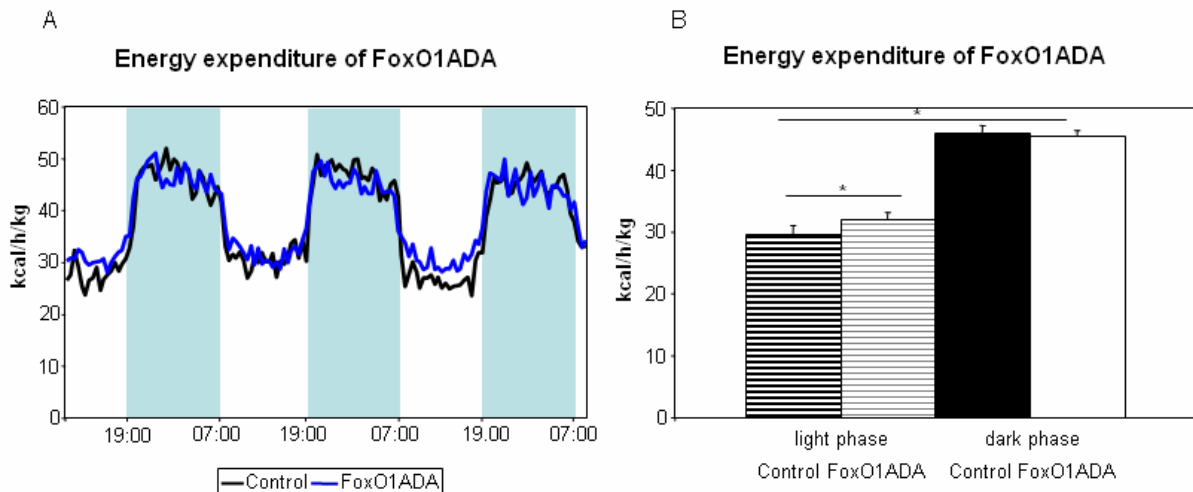 A
Energy expenditure of FoxO1ADA
kcal/h/kg
60
50
40
30
20
10
0
19:00 07:00 19:00 07:00 19:00 07:00
Control FoxO1ADA
B
Energy expenditure of FoxO1ADA
kcal/h/kg
50
40
30
20
10
0
*
*
light phase dark phase
Control FoxO1ADA Control FoxO1ADA